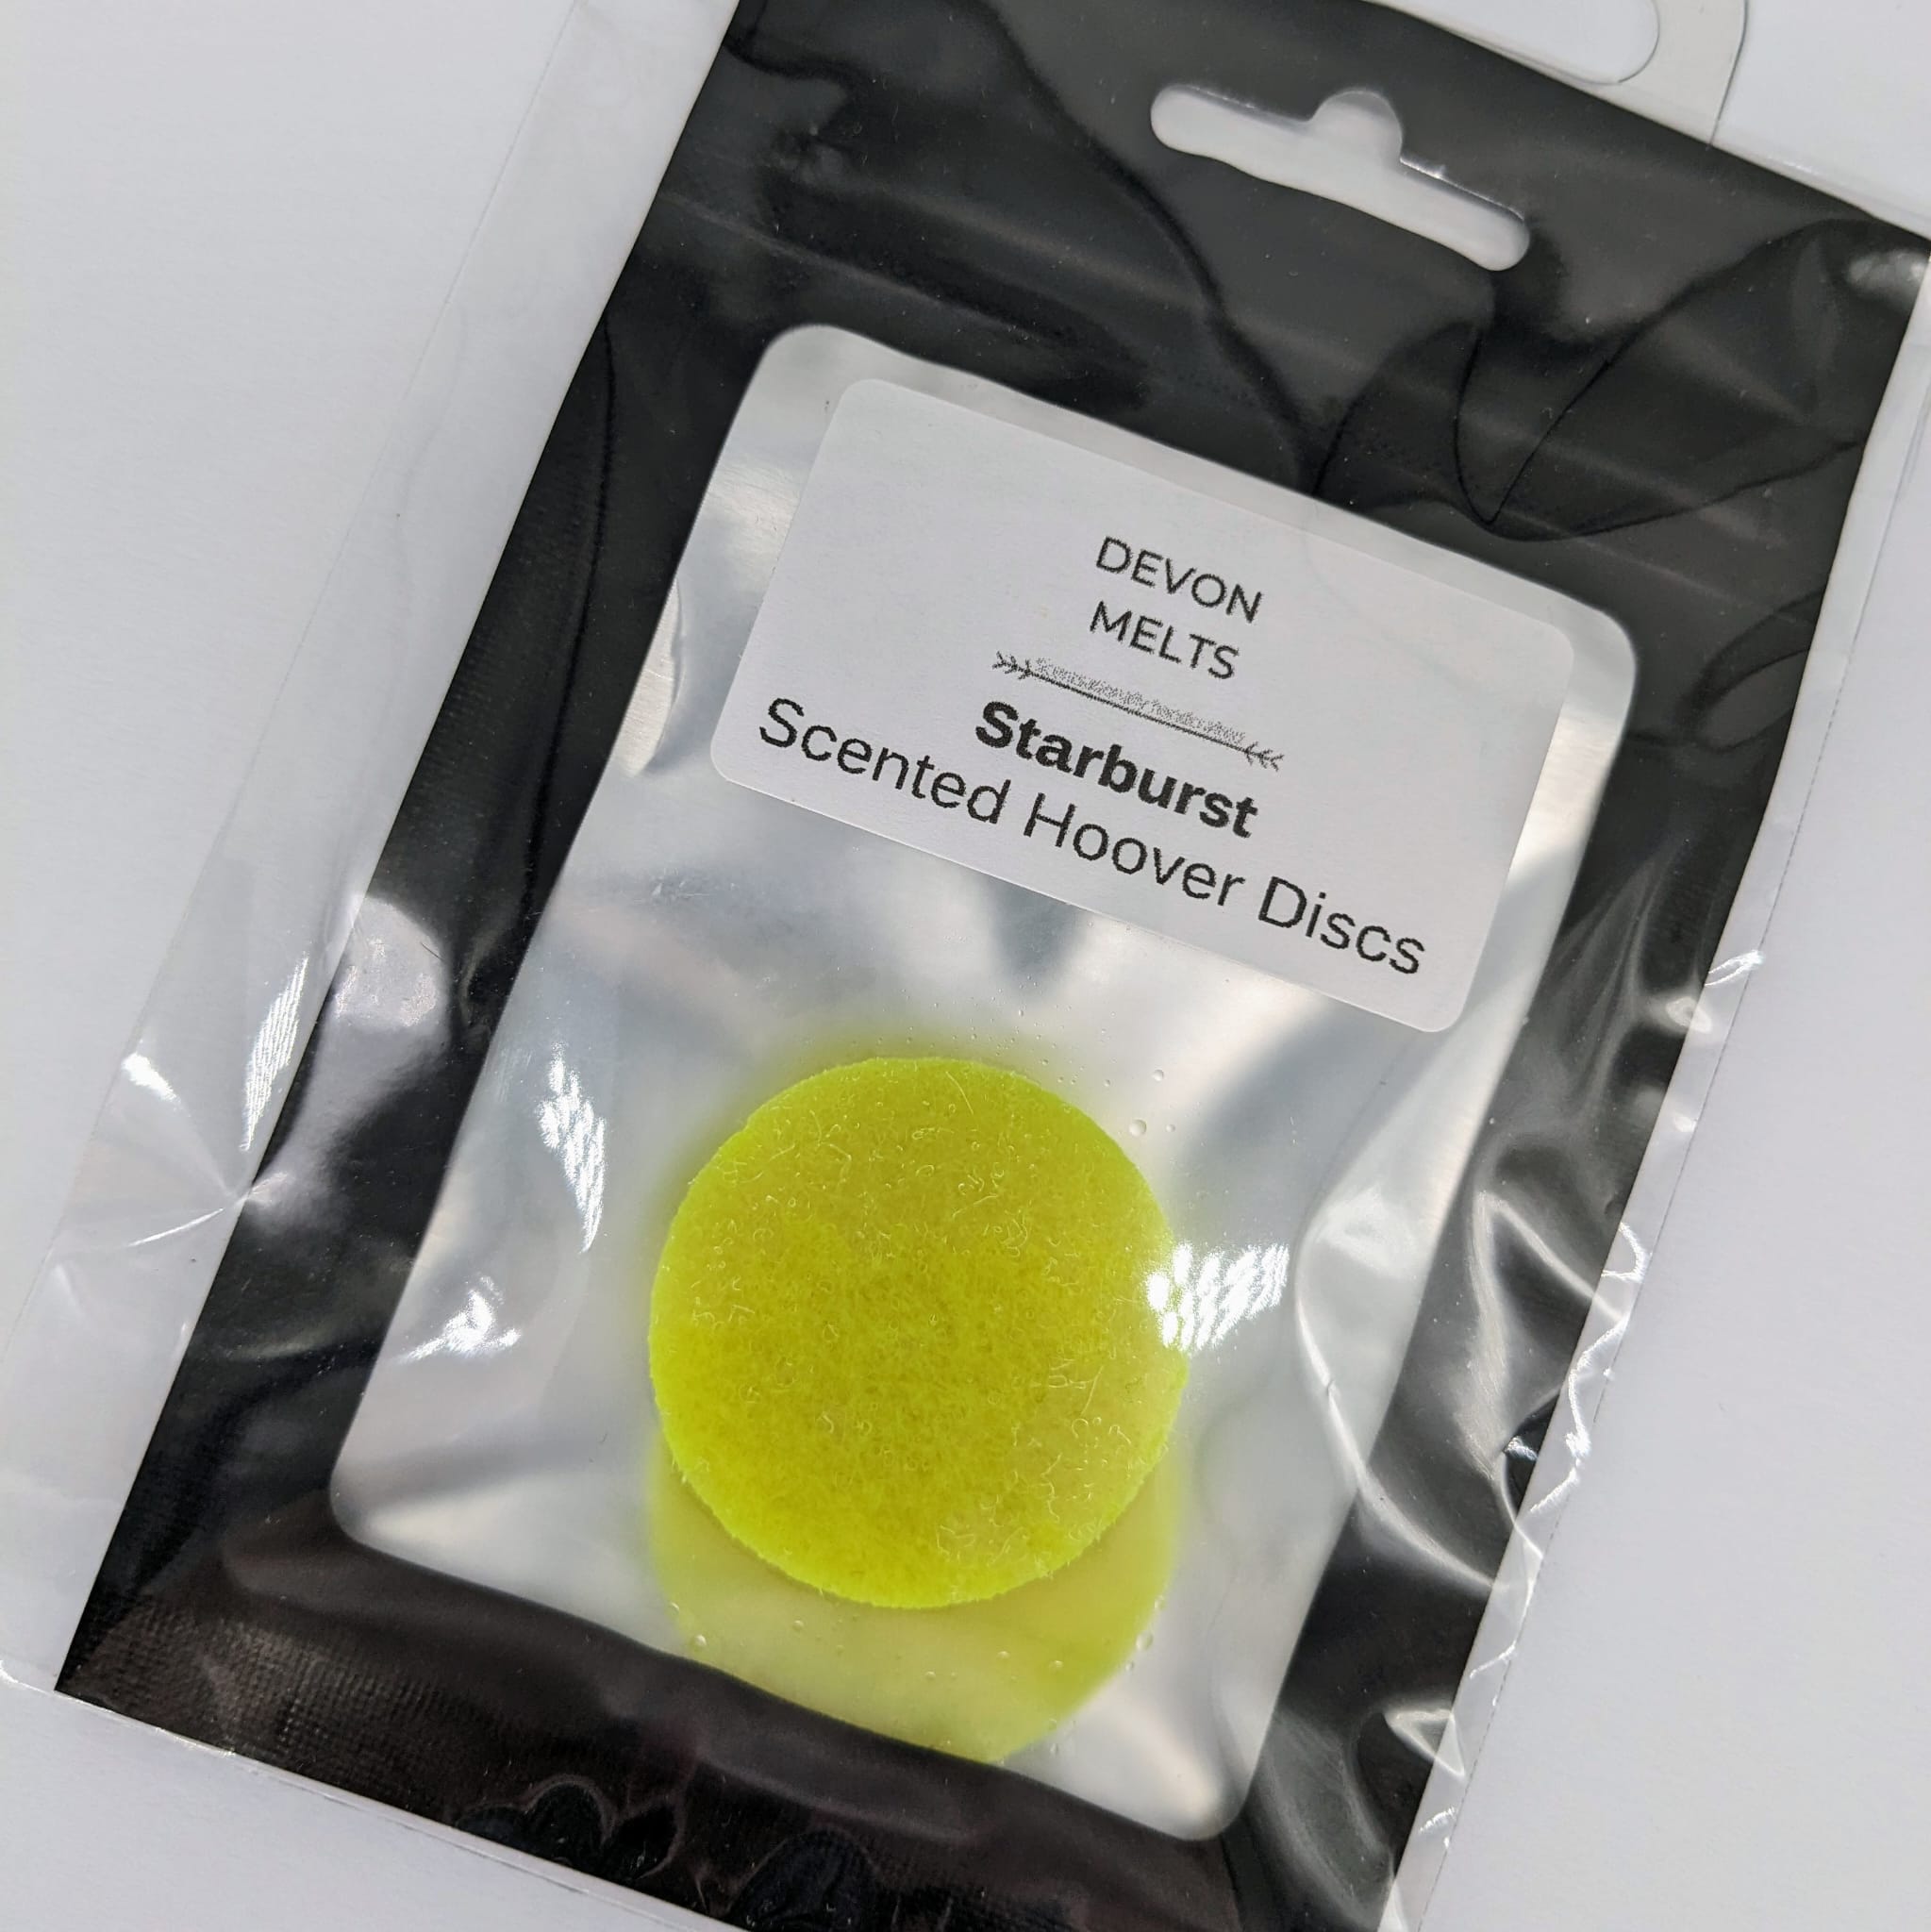 DEVON
MELTS
Starburst
Scented Hoover Discs